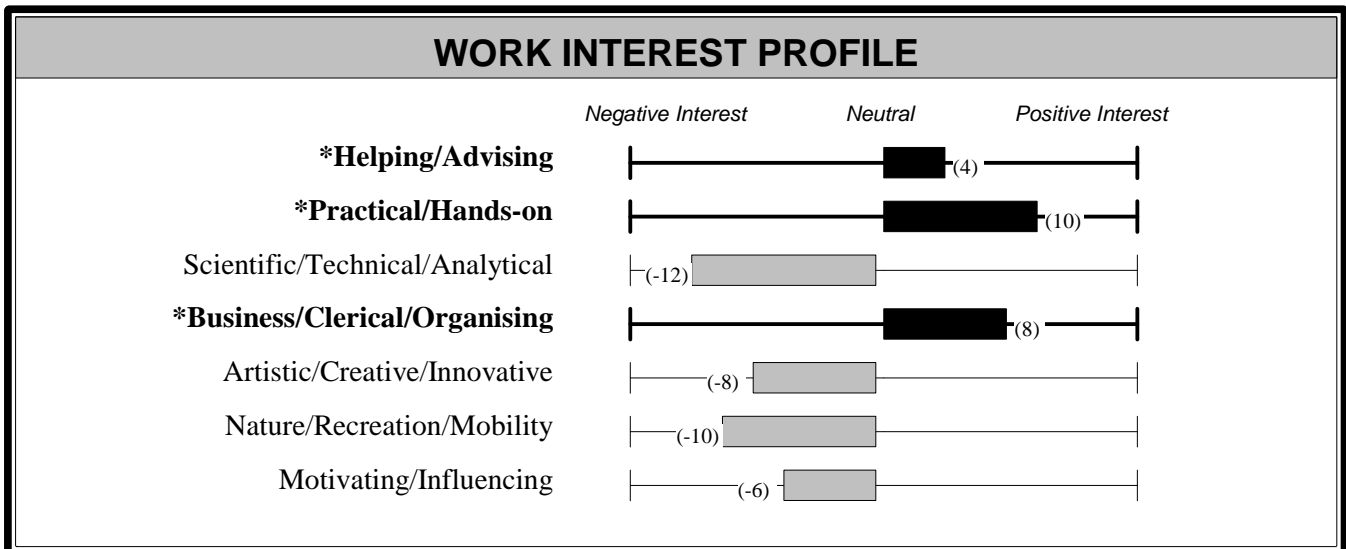 WORK INTEREST PROFILE
Negative Interest Neutral Positive Interest
*Helping/Advising (4)
*Practical/Hands-on (10)
Scientific/Technical/Analytical (-12)
*Business/Clerical/Organising (8)
Artistic/Creative/Innovative (-8)
Nature/Recreation/Mobility (-10)
Motivating/Influencing (-6)